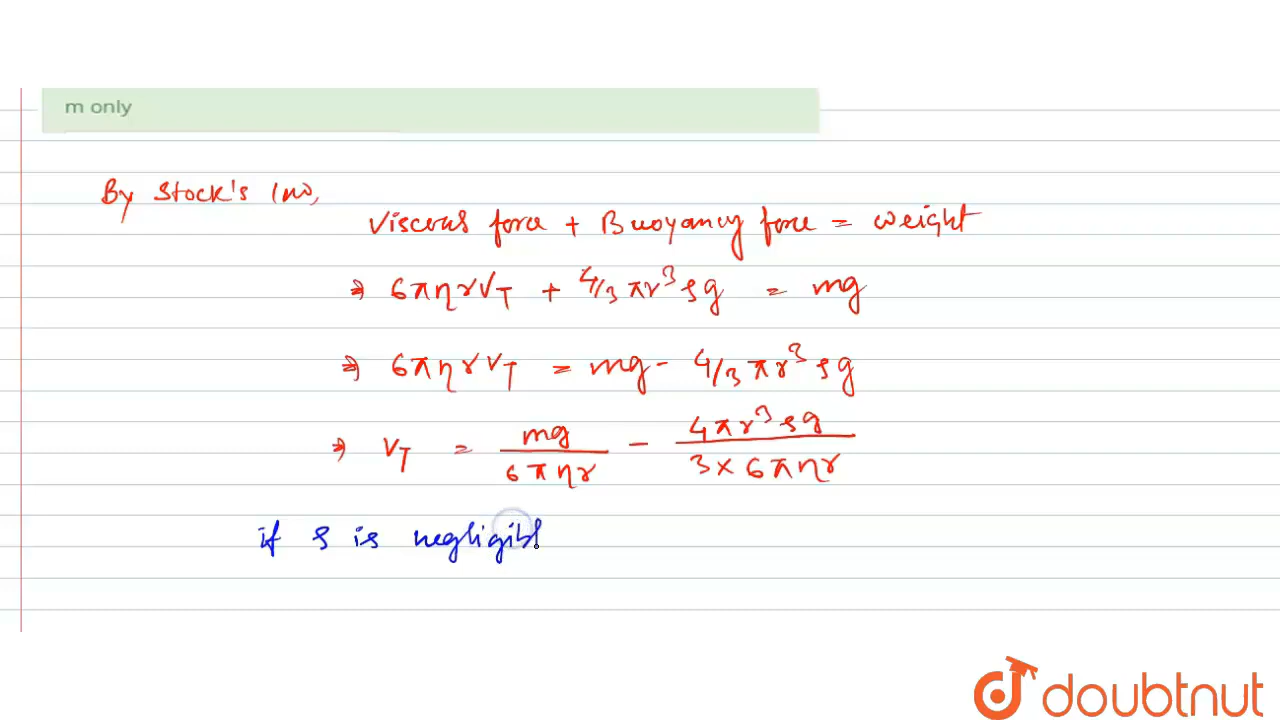 m only
By Stock's law,
Viscous force + Buoyancy force = weight
⇒ 6πηrV_T + 4/3 πr³ρg = mg
⇒ 6πηrV_T = mg - 4/3 πr³ρg
⇒ V_T = mg/6πηr - 4πr³ρg/3×6πηr
if ρ is negligibl
doubtnut